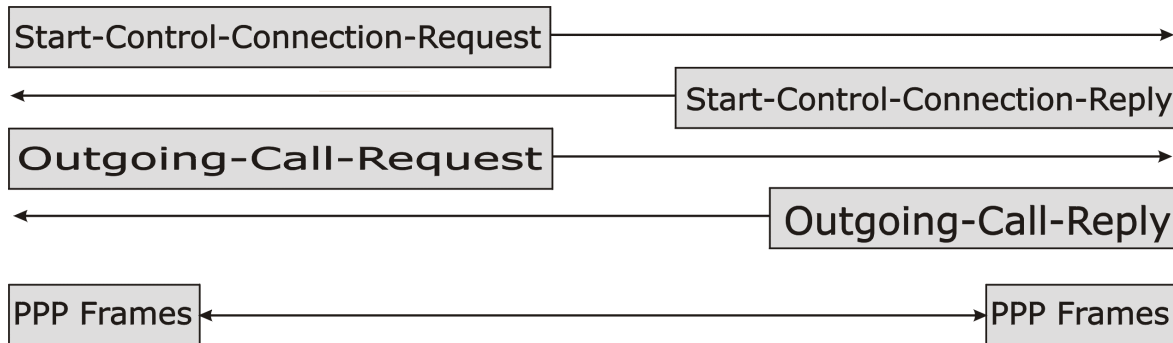 Start-Control-Connection-Request
Start-Control-Connection-Reply
Outgoing-Call-Request
Outgoing-Call-Reply
PPP Frames
PPP Frames